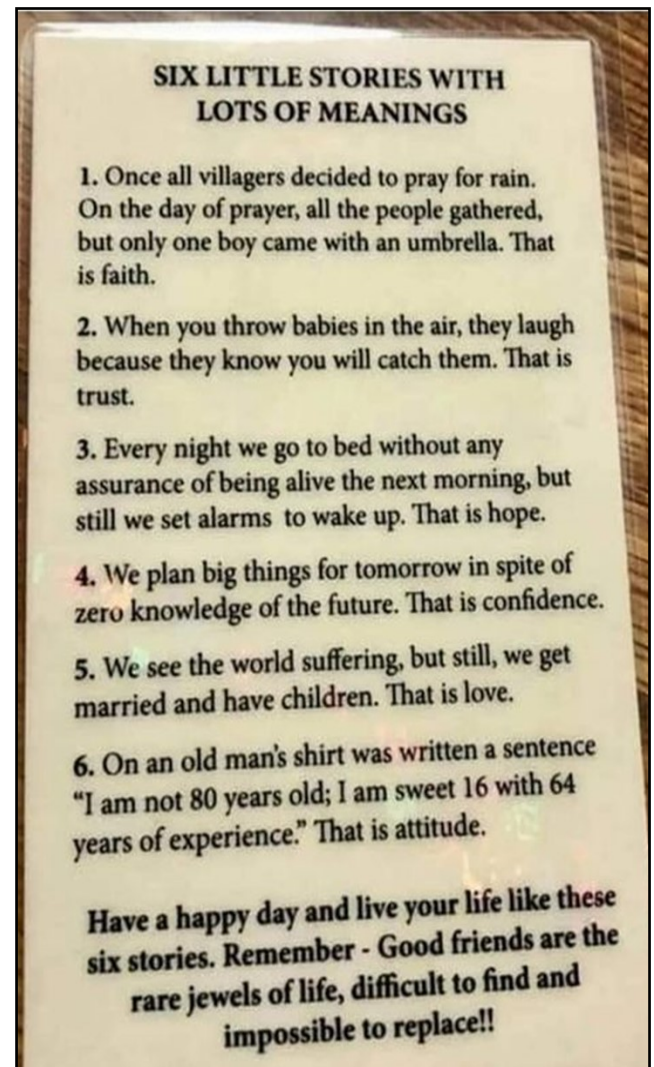 SIX LITTLE STORIES WITH
LOTS OF MEANINGS
1. Once all villagers decided to pray for rain.
On the day of prayer, all the people gathered,
but only one boy came with an umbrella. That
is faith.
2. When you throw babies in the air, they laugh
because they know you will catch them. That is
trust.
3. Every night we go to bed without any
assurance of being alive the next morning, but
still we set alarms to wake up. That is hope.
4. We plan big things for tomorrow in spite of
zero knowledge of the future. That is confidence.
5. We see the world suffering, but still, we get
married and have children. That is love.
6. On an old man's shirt was written a sentence
“I am not 80 years old; I am sweet 16 with 64
years of experience.” That is attitude.
Have a happy day and live your life like these
six stories. Remember - Good friends are the
rare jewels of life, difficult to find and
impossible to replace!!